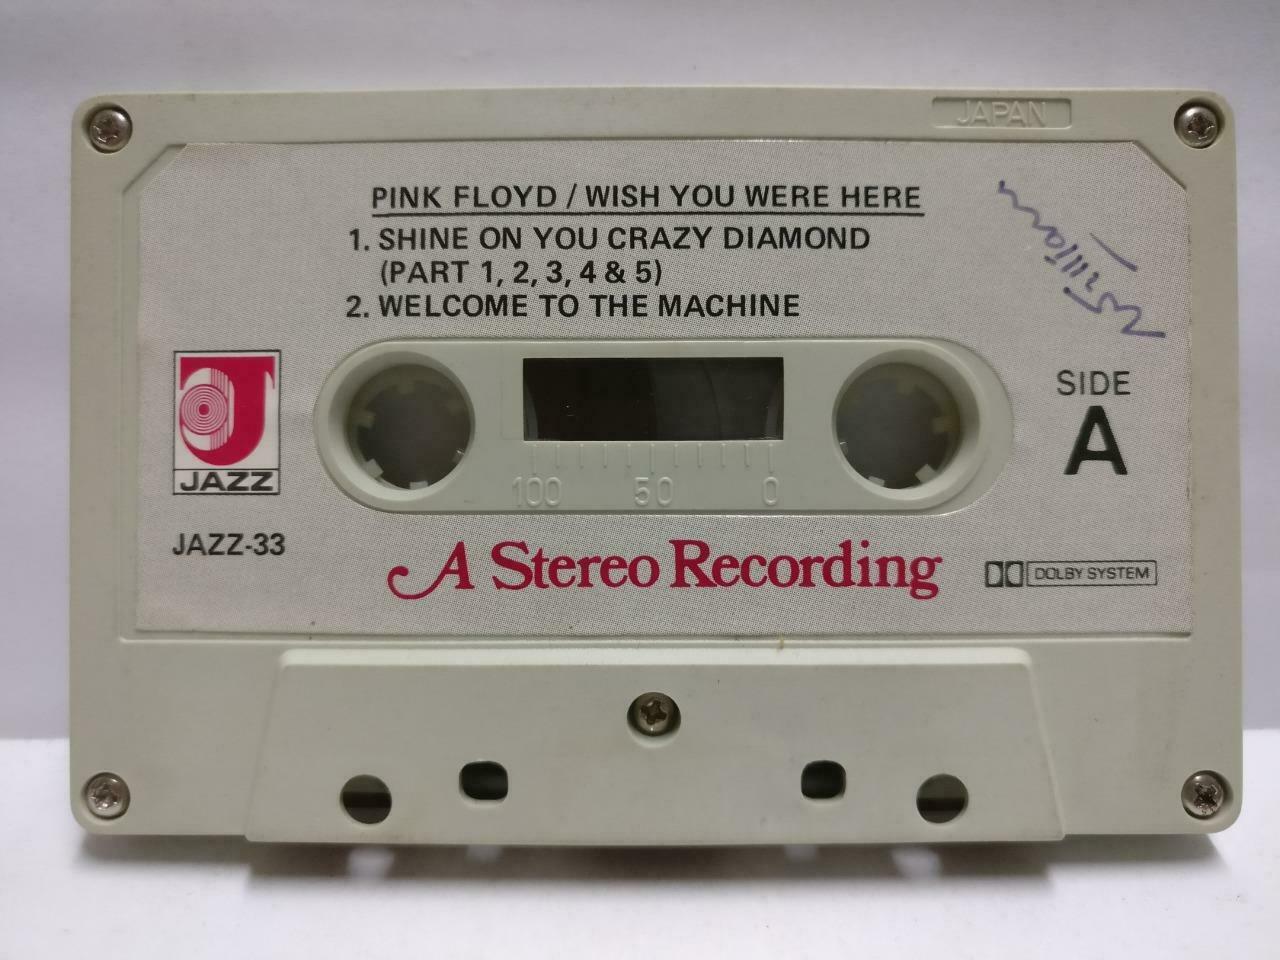 JAPAN
PINK FLOYD / WISH YOU WERE HERE
1. SHINE ON YOU CRAZY DIAMOND
(PART 1, 2, 3, 4 & 5)
2. WELCOME TO THE MACHINE
William
J
JAZZ
SIDE
A
100 50 0
JAZZ-33
A Stereo Recording
DOLBY SYSTEM